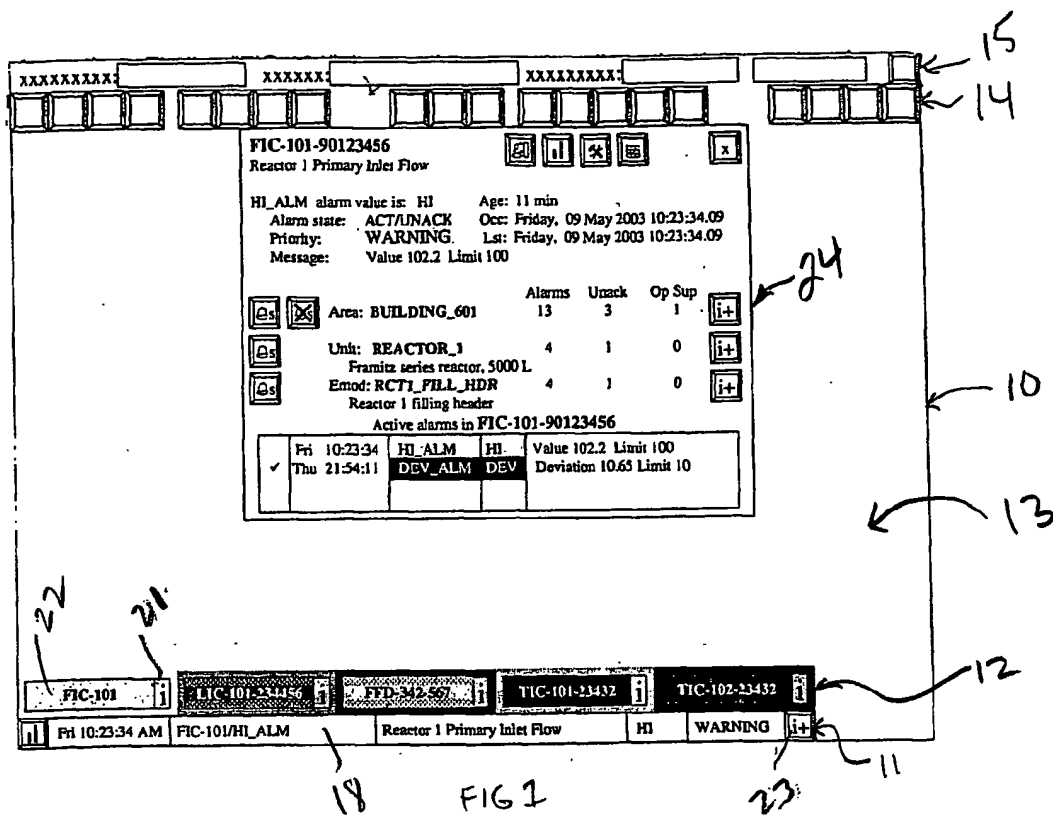 15
xxxxxxxxx: xxxxxx: xxxxxxxxx:
14
FIC-101-90123456
x
Reactor 1 Primary Inlet Flow
HI_ALM alarm value is: HI Age: 11 min
Alarm state: ACT/UNACK Occ: Friday, 09 May 2003 10:23:34.09
Priority: WARNING. Lst: Friday, 09 May 2003 10:23:34.09
Message: Value 102.2 Limit 100
24
Alarms Unack Op Sup
Area: BUILDING_601 13 3 1 i+
Unit: REACTOR_1 4 1 0 i+
Framitz series reactor, 5000 L
Emod: RCT1_FILL_HDR 4 1 0 i+
Reactor 1 filling header
10
Active alarms in FIC-101-90123456
Fri 10:23:34 HI_ALM HI Value 102.2 Limit 100
✓ Thu 21:54:11 DEV_ALM DEV Deviation 10.65 Limit 10
13
22 21
FIC-101 i LIC-101-234456 i FFD-342-567 i TIC-101-23432 i TIC-102-23432 i
12
Fri 10:23:34 AM FIC-101/HI_ALM Reactor 1 Primary Inlet Flow HI WARNING i+
11
18 FIG 1 23